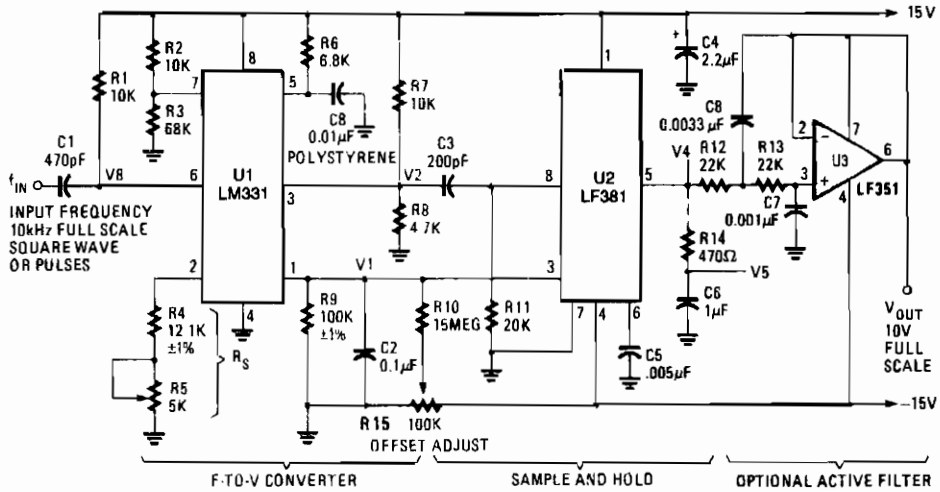 15V
R1
10K
R2
10K
R3
68K
7
8
5
R6
6.8K
C8
0.01µF
POLYSTYRENE
R7
10K
1
+
C4
2.2µF
C8
0.0033µF
2
−
7
6
U3
3
+
4
LF351
C1
470pF
fIN
V8
6
U1
LM331
3
V2
C3
200pF
8
U2
LF381
5
V4
R12
22K
R13
22K
C7
0.001µF
INPUT FREQUENCY
10kHz FULL SCALE
SQUARE WAVE
OR PULSES
R8
4.7K
2
1
V1
3
R14
470Ω
V5
C6
1µF
R4
12.1K
±1%
RS
R5
5K
4
R9
100K
±1%
C2
0.1µF
R10
15MEG
R11
20K
7
4
6
C5
.005µF
VOUT
10V
FULL
SCALE
R15
100K
OFFSET ADJUST
−15V
F-TO-V CONVERTER
SAMPLE AND HOLD
OPTIONAL ACTIVE FILTER